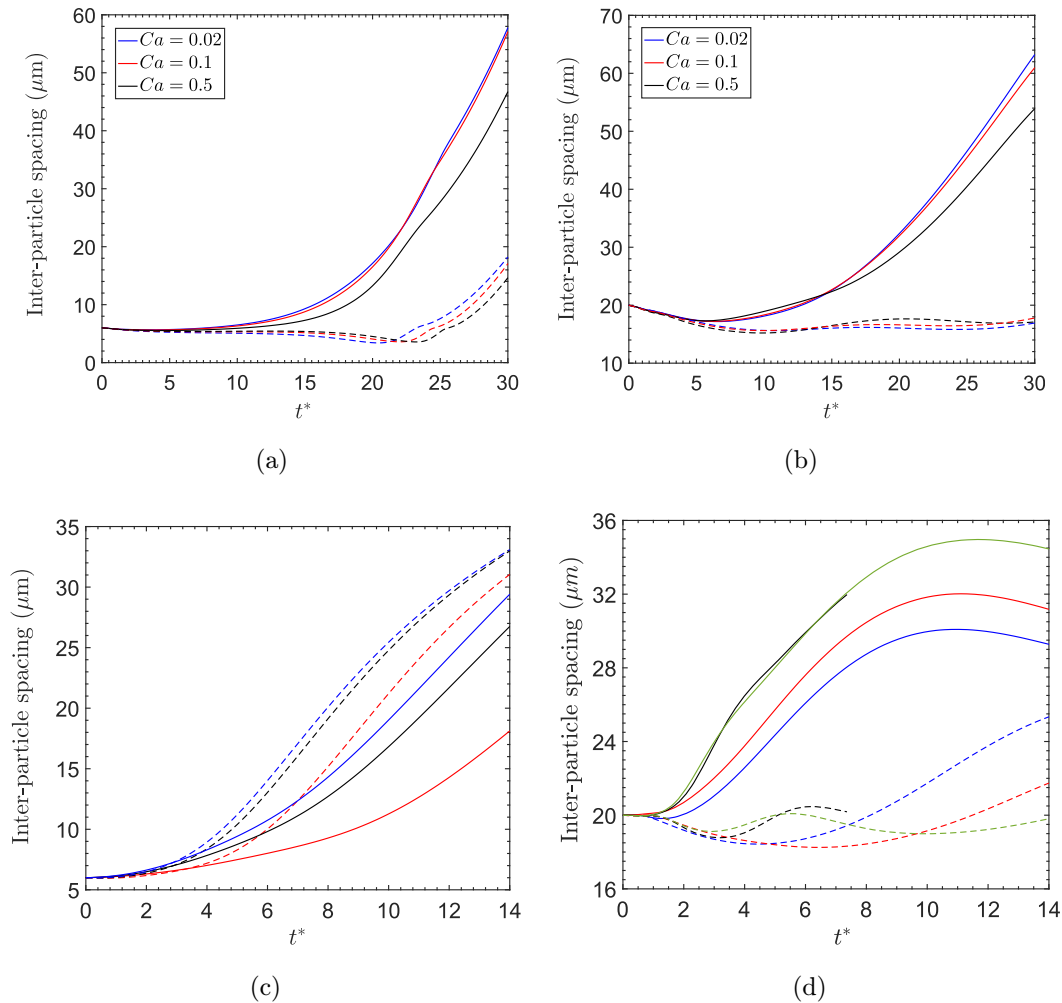 60
50
40
30
20
10
0
Inter-particle spacing (μm)
Ca = 0.02
Ca = 0.1
Ca = 0.5
0 5 10 15 20 25 30
t*
(a)
70
60
50
40
30
20
10
Inter-particle spacing (μm)
Ca = 0.02
Ca = 0.1
Ca = 0.5
0 5 10 15 20 25 30
t*
(b)
35
30
25
20
15
10
5
Inter-particle spacing (μm)
0 2 4 6 8 10 12 14
t*
(c)
36
32
28
24
20
16
Inter-particle spacing (μm)
0 2 4 6 8 10 12 14
t*
(d)